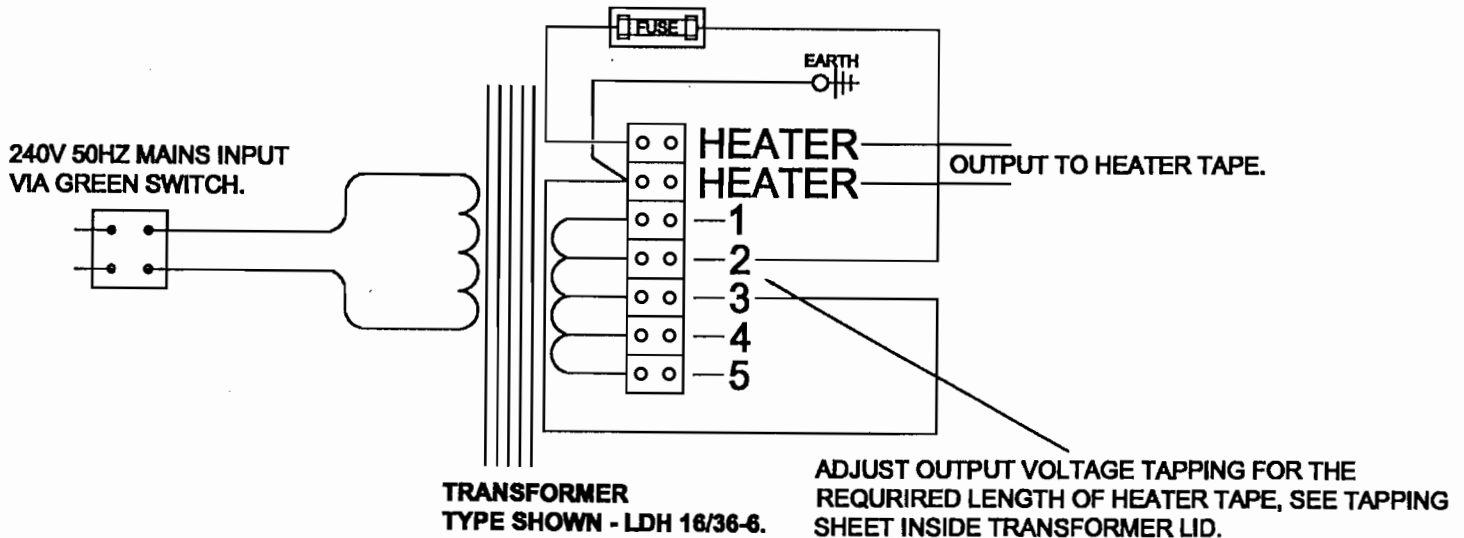 FUSE
EARTH
240V 50HZ MAINS INPUT
VIA GREEN SWITCH.
HEATER
OUTPUT TO HEATER TAPE.
HEATER
1
2
3
4
5
TRANSFORMER
TYPE SHOWN - LDH 16/36-6.
ADJUST OUTPUT VOLTAGE TAPPING FOR THE
REQURIRED LENGTH OF HEATER TAPE, SEE TAPPING
SHEET INSIDE TRANSFORMER LID.